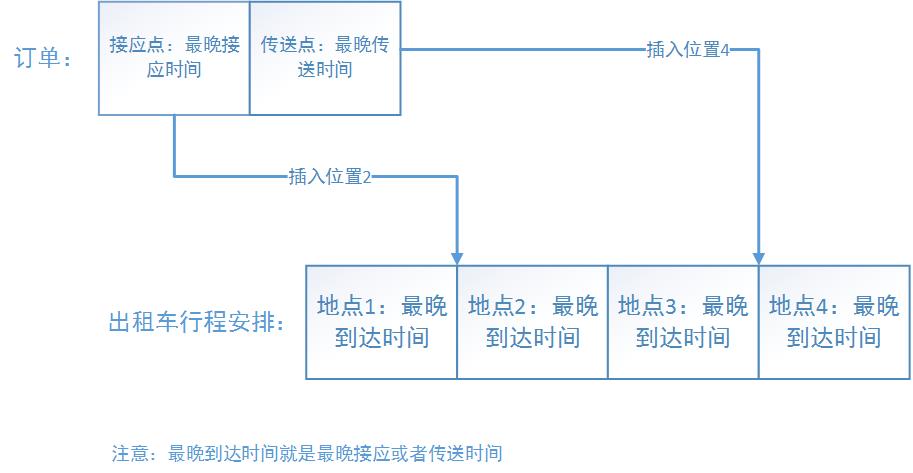 订单：
接应点：最晚接
应时间
传送点：最晚传
送时间
插入位置4
插入位置2
出租车行程安排：
地点1：最晚
到达时间
地点2：最晚
到达时间
地点3：最晚
到达时间
地点4：最晚
到达时间
注意：最晚到达时间就是最晚接应或者传送时间